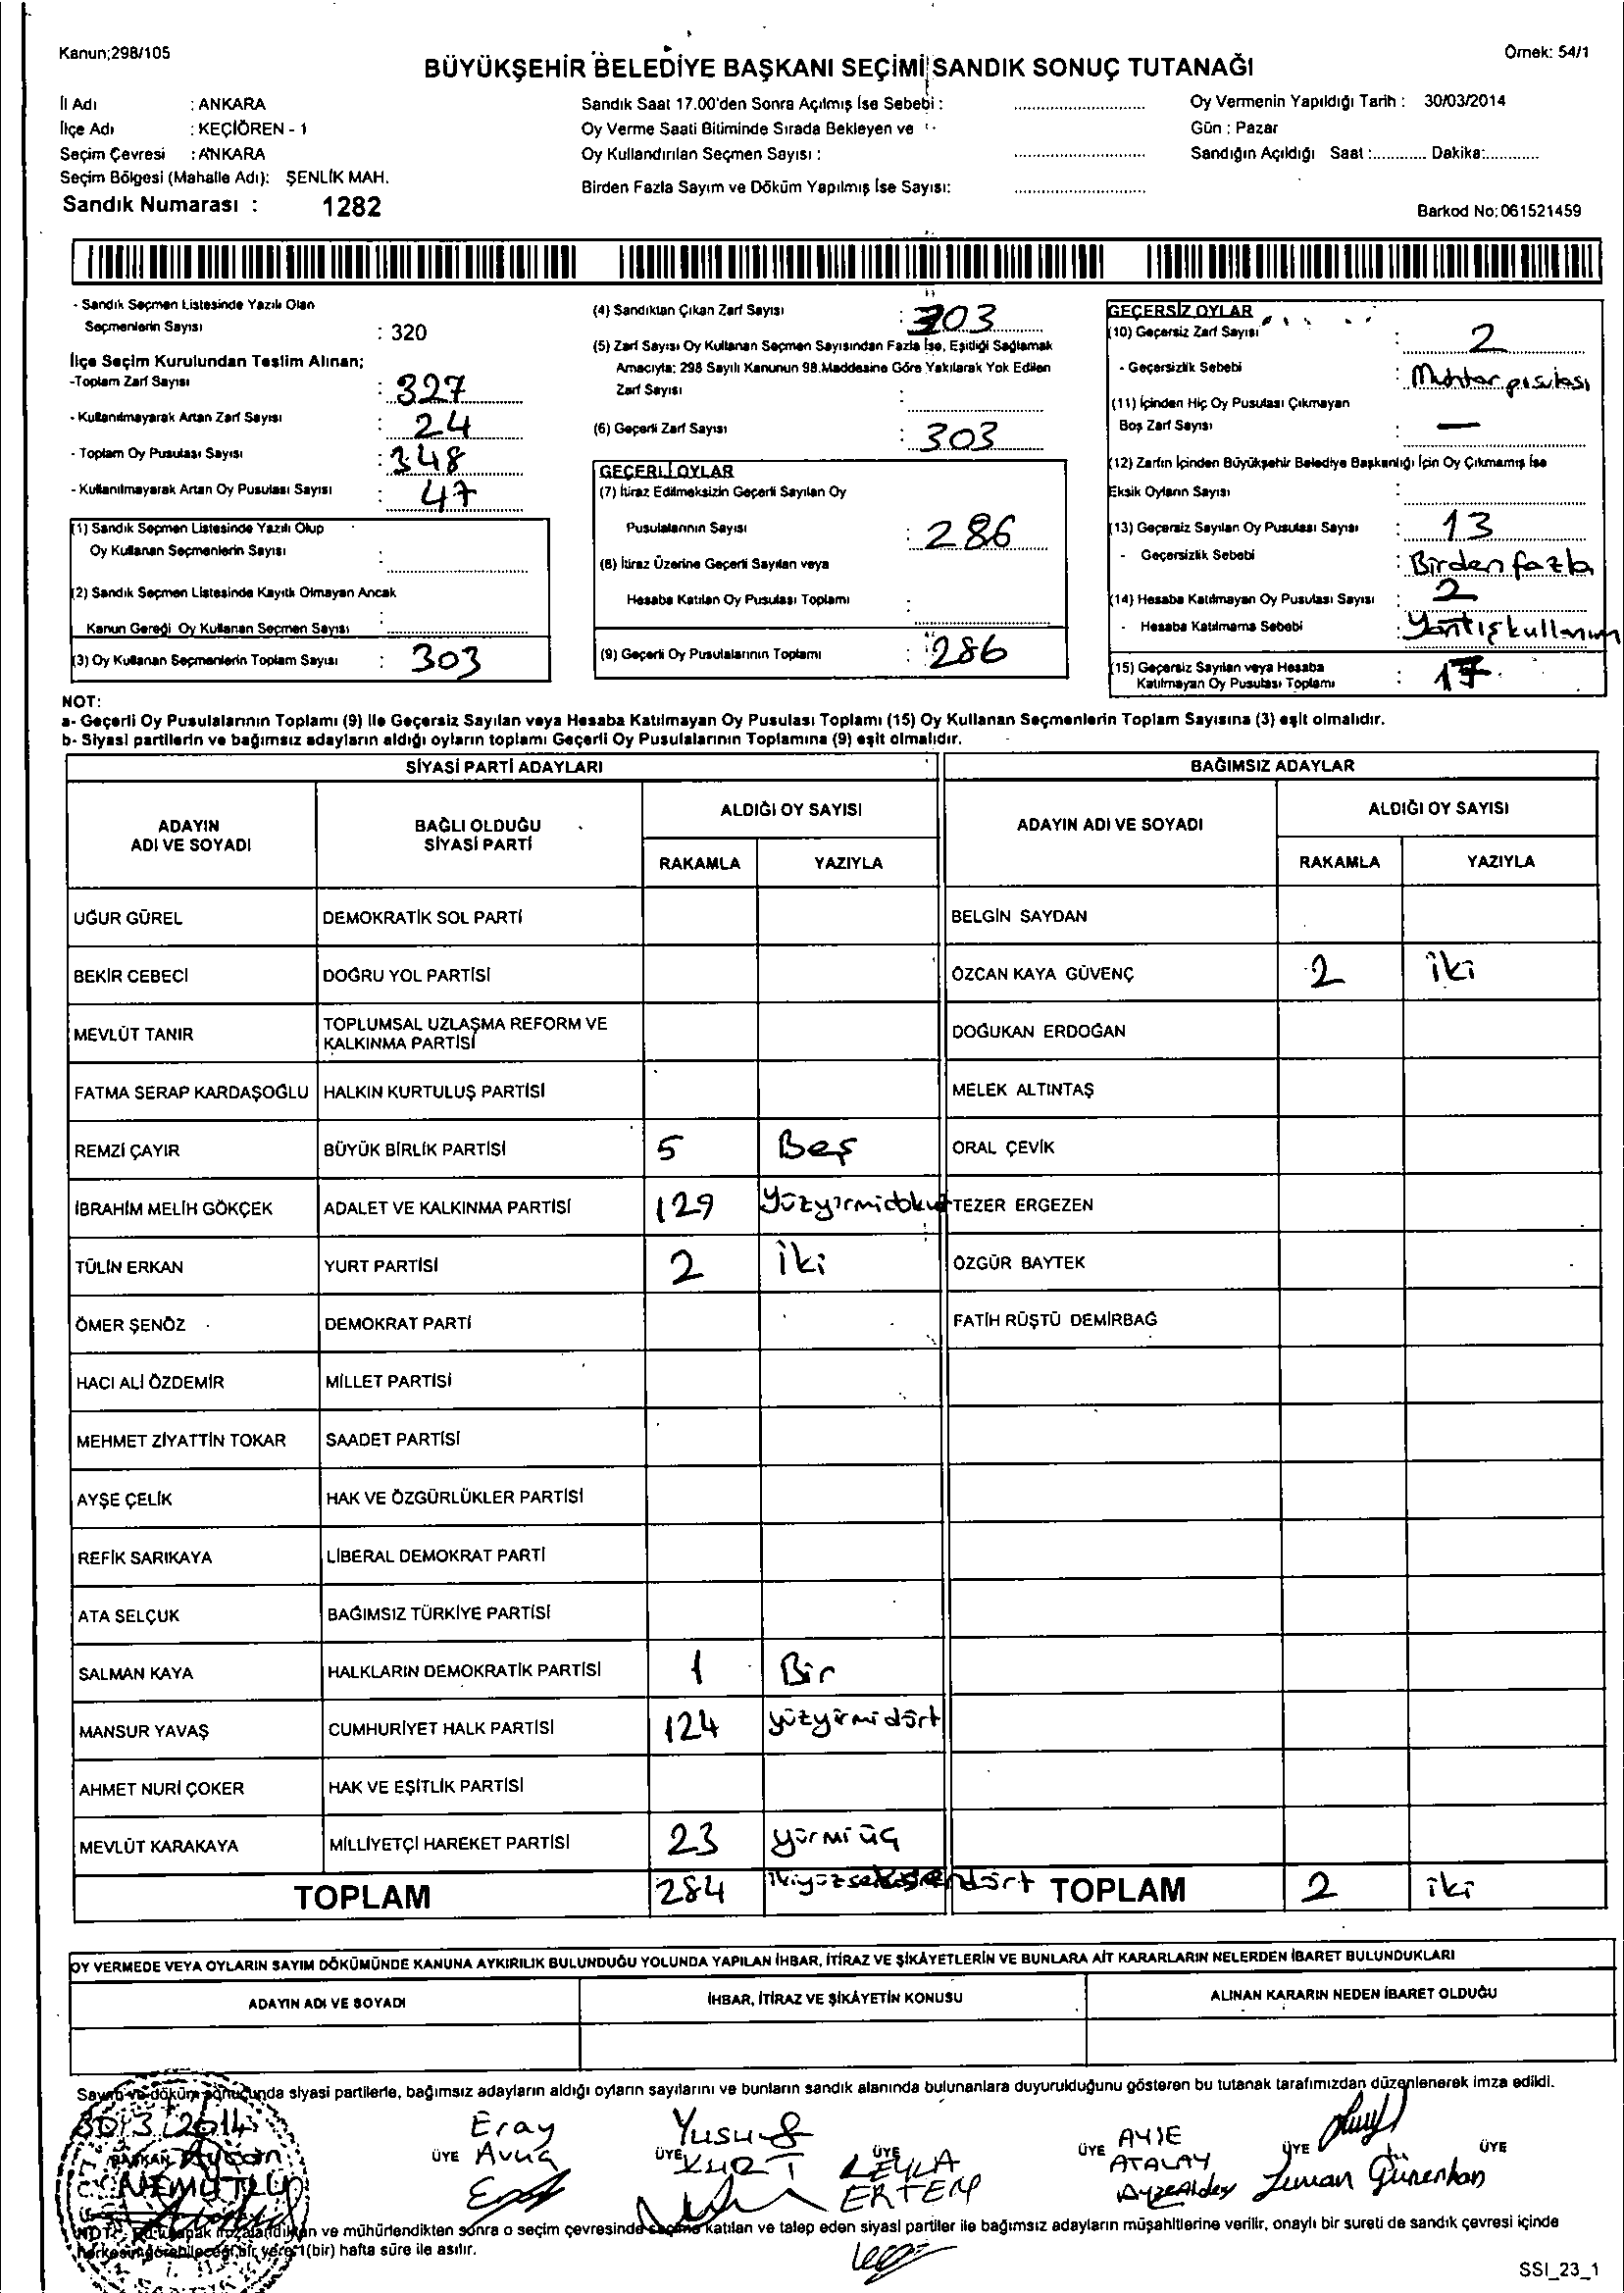 Kanun;298/105
Örnek: 54/1
BÜYÜKŞEHİR BELEDİYE BAŞKANI SEÇİMİ SANDIK SONUÇ TUTANAĞI
İl Adı : ANKARA
İlçe Adı : KEÇİÖREN - 1
Seçim Çevresi : ANKARA
Seçim Bölgesi (Mahalle Adı): ŞENLİK MAH.
Sandık Numarası : 1282
Sandık Saat 17.00'den Sonra Açılmış İse Sebebi :
Oy Verme Saati Bitiminde Sırada Bekleyen ve
Oy Kullandırılan Seçmen Sayısı :
Birden Fazla Sayım ve Döküm Yapılmış İse Sayısı:
Oy Vermenin Yapıldığı Tarih : 30/03/2014
Gün : Pazar
Sandığın Açıldığı Saat :............ Dakika:............
Barkod No:061521459
- Sandık Seçmen Listesinde Yazılı Olan
Seçmenlerin Sayısı : 320
İlçe Seçim Kurulundan Teslim Alınan;
-Toplam Zarf Sayısı : 327
- Kullanılmayarak Artan Zarf Sayısı : 24
- Toplam Oy Pusulası Sayısı : 348
- Kullanılmayarak Artan Oy Pusulası Sayısı : 47
(1) Sandık Seçmen Listesinde Yazılı Olup
Oy Kullanan Seçmenlerin Sayısı :
(2) Sandık Seçmen Listesinde Kayıtlı Olmayan Ancak
Kanun Gereği Oy Kullanan Seçmen Sayısı :
(3) Oy Kullanan Seçmenlerin Toplam Sayısı : 303
(4) Sandıktan Çıkan Zarf Sayısı : 303
(5) Zarf Sayısı Oy Kullanan Seçmen Sayısından Fazla İse, Eşitliği Sağlamak
Amacıyla; 298 Sayılı Kanunun 98.Maddesine Göre Yakılarak Yok Edilen
Zarf Sayısı :
(6) Geçerli Zarf Sayısı : 303
GEÇERLİ OYLAR
(7) İtiraz Edilmeksizin Geçerli Sayılan Oy
Pusulalarının Sayısı : 286
(8) İtiraz Üzerine Geçerli Sayılan veya
Hesaba Katılan Oy Pusulası Toplamı :
(9) Geçerli Oy Pusulalarının Toplamı : 286
GEÇERSİZ OYLAR
(10) Geçersiz Zarf Sayısı : 2
- Geçersizlik Sebebi : Muhtar pusulası
(11) İçinden Hiç Oy Pusulası Çıkmayan
Boş Zarf Sayısı : —
(12) Zarfın İçinden Büyükşehir Belediye Başkanlığı İçin Oy Çıkmamış İse
Eksik Oyların Sayısı :
(13) Geçersiz Sayılan Oy Pusulası Sayısı : 13
- Geçersizlik Sebebi : Birden fazla
(14) Hesaba Katılmayan Oy Pusulası Sayısı : 2
- Hesaba Katılmama Sebebi : Yanlış kullanım
(15) Geçersiz Sayılan veya Hesaba
Katılmayan Oy Pusulası Toplamı : 17
NOT:
a- Geçerli Oy Pusulalarının Toplamı (9) ile Geçersiz Sayılan veya Hesaba Katılmayan Oy Pusulası Toplamı (15) Oy Kullanan Seçmenlerin Toplam Sayısına (3) eşit olmalıdır.
b- Siyasi partilerin ve bağımsız adayların aldığı oyların toplamı Geçerli Oy Pusulalarının Toplamına (9) eşit olmalıdır.
SİYASİ PARTİ ADAYLARI
BAĞIMSIZ ADAYLAR
ADAYIN ADI VE SOYADI
BAĞLI OLDUĞU SİYASİ PARTİ
ALDIĞI OY SAYISI
RAKAMLA YAZIYLA
ADAYIN ADI VE SOYADI
ALDIĞI OY SAYISI
RAKAMLA YAZIYLA
UĞUR GÜREL DEMOKRATİK SOL PARTİ BELGİN SAYDAN
BEKİR CEBECİ DOĞRU YOL PARTİSİ ÖZCAN KAYA GÜVENÇ 2 iki
MEVLÜT TANIR TOPLUMSAL UZLAŞMA REFORM VE KALKINMA PARTİSİ DOĞUKAN ERDOĞAN
FATMA SERAP KARDAŞOĞLU HALKIN KURTULUŞ PARTİSİ MELEK ALTINTAŞ
REMZİ ÇAYIR BÜYÜK BİRLİK PARTİSİ 5 Beş ORAL ÇEVİK
İBRAHİM MELİH GÖKÇEK ADALET VE KALKINMA PARTİSİ 129 yüzyirmidokuz TEZER ERGEZEN
TÜLİN ERKAN YURT PARTİSİ 2 iki ÖZGÜR BAYTEK
ÖMER ŞENÖZ DEMOKRAT PARTİ FATİH RÜŞTÜ DEMİRBAĞ
HACI ALİ ÖZDEMİR MİLLET PARTİSİ
MEHMET ZİYATTİN TOKAR SAADET PARTİSİ
AYŞE ÇELİK HAK VE ÖZGÜRLÜKLER PARTİSİ
REFİK SARIKAYA LİBERAL DEMOKRAT PARTİ
ATA SELÇUK BAĞIMSIZ TÜRKİYE PARTİSİ
SALMAN KAYA HALKLARIN DEMOKRATİK PARTİSİ 1 Bir
MANSUR YAVAŞ CUMHURİYET HALK PARTİSİ 124 yüzyirmidört
AHMET NURİ ÇOKER HAK VE EŞİTLİK PARTİSİ
MEVLÜT KARAKAYA MİLLİYETÇİ HAREKET PARTİSİ 23 yirmi üç
TOPLAM 284 ikiyüzseksendört TOPLAM 2 iki
OY VERMEDE VEYA OYLARIN SAYIM DÖKÜMÜNDE KANUNA AYKIRILIK BULUNDUĞU YOLUNDA YAPILAN İHBAR, İTİRAZ VE ŞİKÂYETLERİN VE BUNLARA AİT KARARLARIN NELERDEN İBARET BULUNDUKLARI
ADAYIN ADI VE SOYADI İHBAR, İTİRAZ VE ŞİKÂYETİN KONUSU ALINAN KARARIN NEDEN İBARET OLDUĞU
Sayım ve döküm sonucunda siyasi partilerle, bağımsız adayların aldığı oyların sayılarını ve bunların sandık alanında bulunanlara duyurulduğunu gösteren bu tutanak tarafımızdan düzenlenerek imza edildi.
30/3/2014
BAŞKAN Aycan NEMUTLU
ÜYE Eray Avuç
ÜYE Yusuf KURT
ÜYE LEYLA ERTEM
ÜYE AYŞE ATALAY
ÜYE
ÜYE
NOT:- Bu tutanak imzalandıktan ve mühürlendikten sonra o seçim çevresinde seçime katılan ve talep eden siyasi partiler ile bağımsız adayların müşahitlerine verilir, onaylı bir sureti de sandık çevresi içinde
herkesin görebileceği bir yere 1(bir) hafta süre ile asılır.
SSI_23_1